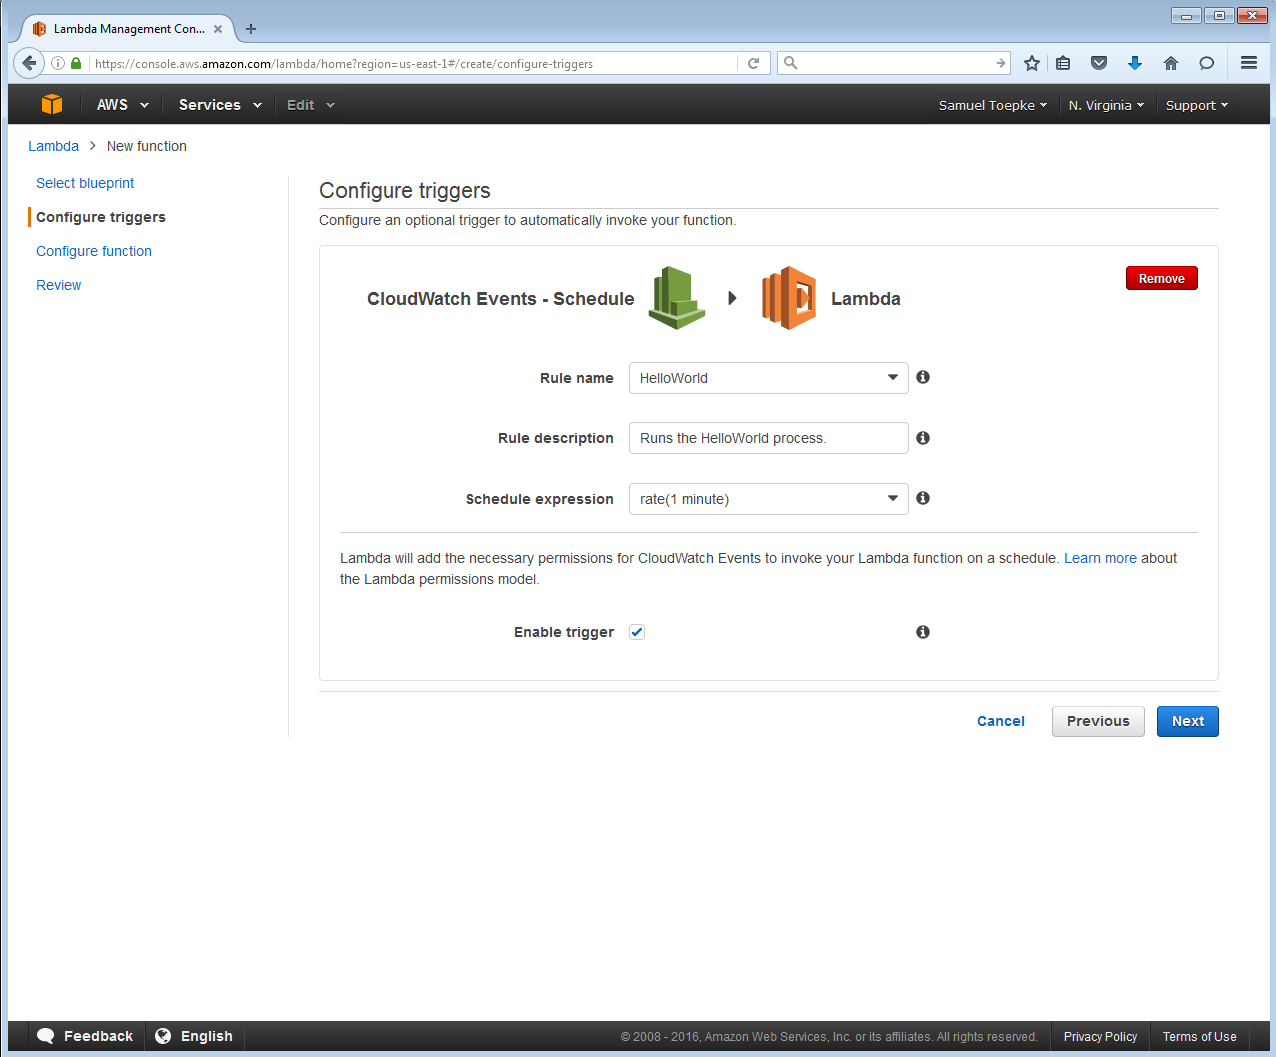 Lambda Management Con...
https://console.aws.amazon.com/lambda/home?region=us-east-1#/create/configure-triggers
AWS Services Edit Samuel Toepke N. Virginia Support
Lambda > New function
Select blueprint
Configure triggers
Configure function
Review
Configure triggers
Configure an optional trigger to automatically invoke your function.
CloudWatch Events - Schedule Lambda
Remove
Rule name HelloWorld
Rule description Runs the HelloWorld process.
Schedule expression rate(1 minute)
Lambda will add the necessary permissions for CloudWatch Events to invoke your Lambda function on a schedule. Learn more about
the Lambda permissions model.
Enable trigger
Cancel Previous Next
Feedback English © 2008 - 2016, Amazon Web Services, Inc. or its affiliates. All rights reserved. Privacy Policy Terms of Use